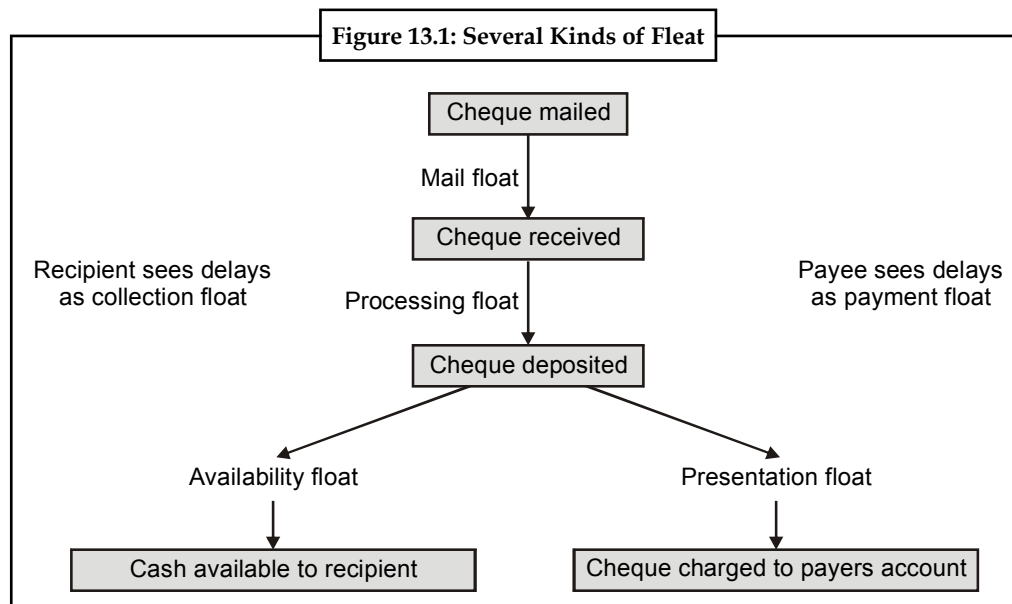 Figure 13.1: Several Kinds of Fleat
Cheque mailed
Mail float
Cheque received
Recipient sees delays
as collection float
Payee sees delays
as payment float
Processing float
Cheque deposited
Availability float
Presentation float
Cash available to recipient
Cheque charged to payers account